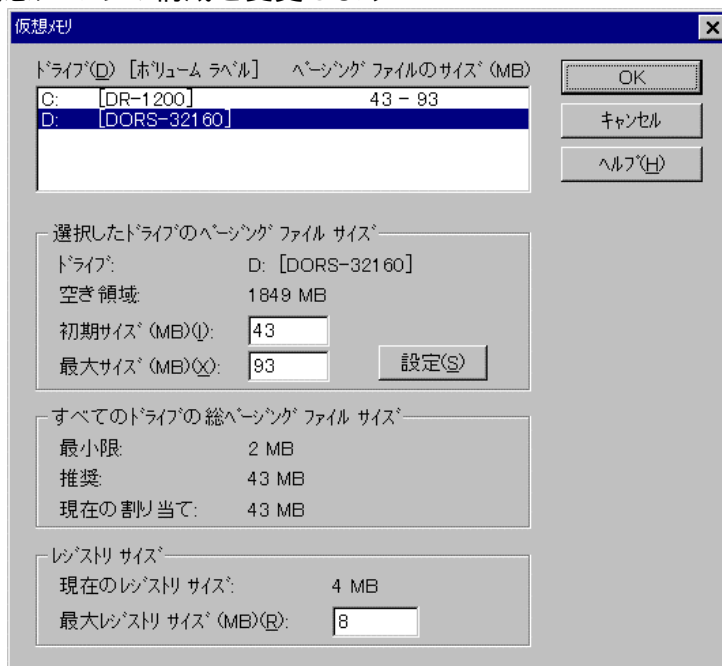 仮想ﾒﾓﾘ
ﾄﾞﾗｲﾌﾞ(D) [ﾎﾞﾘｭｰﾑ ﾗﾍﾞﾙ] ﾍﾟｰｼﾞﾝｸﾞ ﾌｧｲﾙのｻｲｽﾞ (MB)
C: [DR-1200] 43 - 93
D: [DORS-32160]
OK
ｷｬﾝｾﾙ
ﾍﾙﾌﾟ(H)
選択したﾄﾞﾗｲﾌﾞのﾍﾟｰｼﾞﾝｸﾞ ﾌｧｲﾙ ｻｲｽﾞ
ﾄﾞﾗｲﾌﾞ: D: [DORS-32160]
空き領域: 1849 MB
初期ｻｲｽﾞ (MB)(I): 43
最大ｻｲｽﾞ (MB)(X): 93 設定(S)
すべてのﾄﾞﾗｲﾌﾞの総ﾍﾟｰｼﾞﾝｸﾞ ﾌｧｲﾙ ｻｲｽﾞ
最小限: 2 MB
推奨: 43 MB
現在の割り当て: 43 MB
ﾚｼﾞｽﾄﾘ ｻｲｽﾞ
現在のﾚｼﾞｽﾄﾘ ｻｲｽﾞ: 4 MB
最大ﾚｼﾞｽﾄﾘ ｻｲｽﾞ (MB)(R): 8